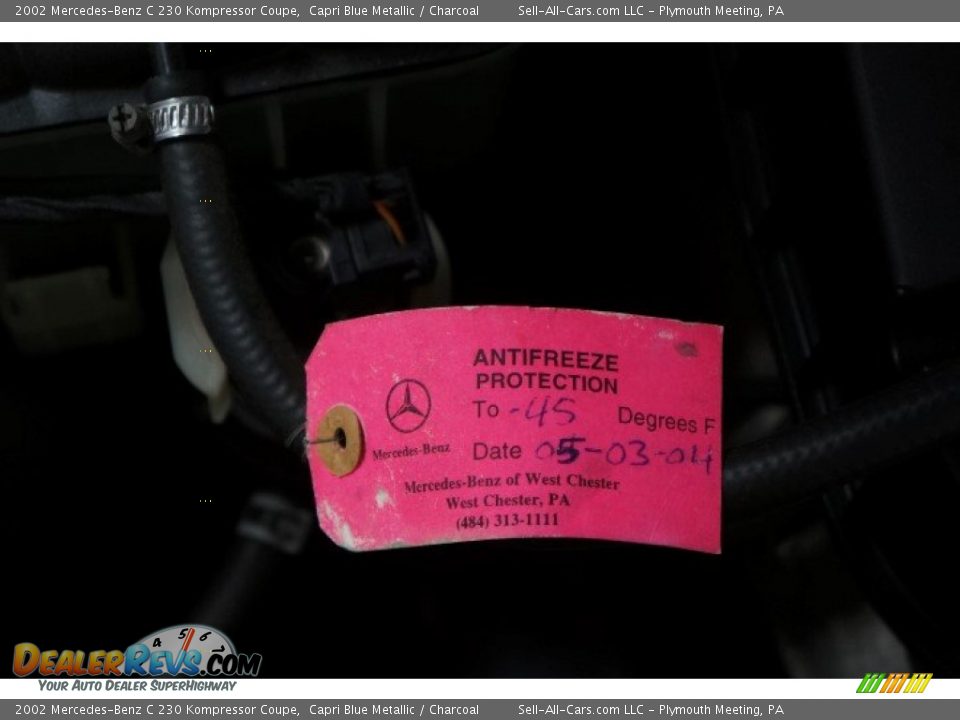 2002 Mercedes-Benz C 230 Kompressor Coupe,  Capri Blue Metallic / Charcoal  Sell-All-Cars.com LLC - Plymouth Meeting, PA
ANTIFREEZE
PROTECTION
To -45 Degrees F
Mercedes-Benz
Date 05-03-04
Mercedes-Benz of West Chester
West Chester, PA
(484) 313-1111
4 5 6
DEALERREVS.COM
YOUR AUTO DEALER SUPERHIGHWAY
2002 Mercedes-Benz C 230 Kompressor Coupe,  Capri Blue Metallic / Charcoal  Sell-All-Cars.com LLC - Plymouth Meeting, PA